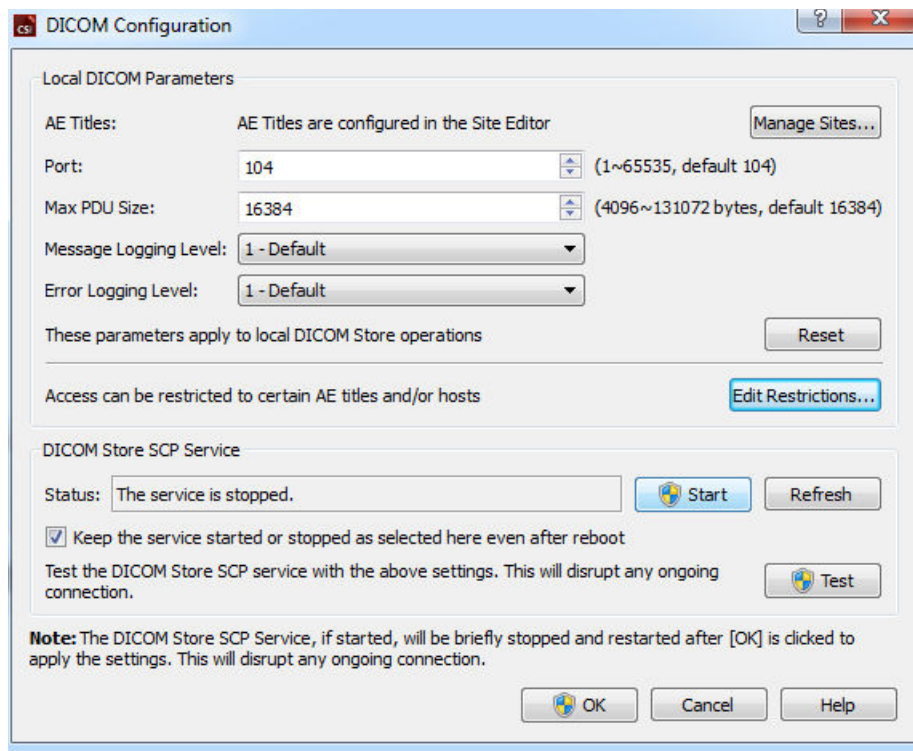 CSI DICOM Configuration
Local DICOM Parameters
AE Titles: AE Titles are configured in the Site Editor Manage Sites...
Port: 104 (1~65535, default 104)
Max PDU Size: 16384 (4096~131072 bytes, default 16384)
Message Logging Level: 1 - Default
Error Logging Level: 1 - Default
These parameters apply to local DICOM Store operations Reset
Access can be restricted to certain AE titles and/or hosts Edit Restrictions...
DICOM Store SCP Service
Status: The service is stopped. Start Refresh
Keep the service started or stopped as selected here even after reboot
Test the DICOM Store SCP service with the above settings. This will disrupt any ongoing
connection. Test
Note: The DICOM Store SCP Service, if started, will be briefly stopped and restarted after [OK] is clicked to
apply the settings. This will disrupt any ongoing connection.
OK Cancel Help